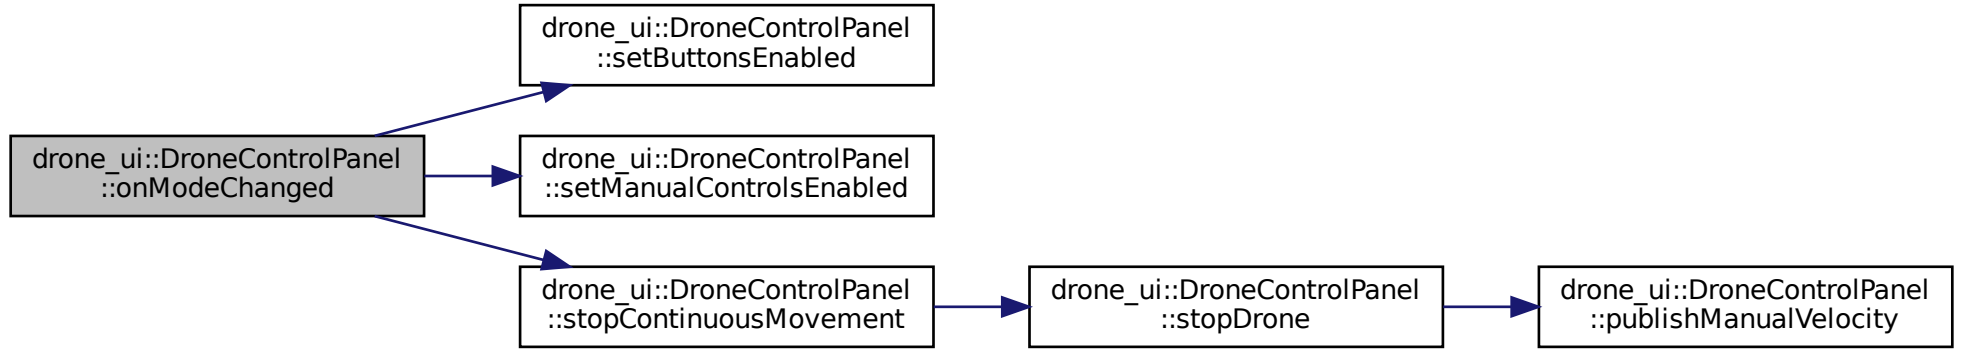 drone_ui::DroneControlPanel
::onModeChanged
drone_ui::DroneControlPanel
::setButtonsEnabled
drone_ui::DroneControlPanel
::setManualControlsEnabled
drone_ui::DroneControlPanel
::stopContinuousMovement
drone_ui::DroneControlPanel
::stopDrone
drone_ui::DroneControlPanel
::publishManualVelocity